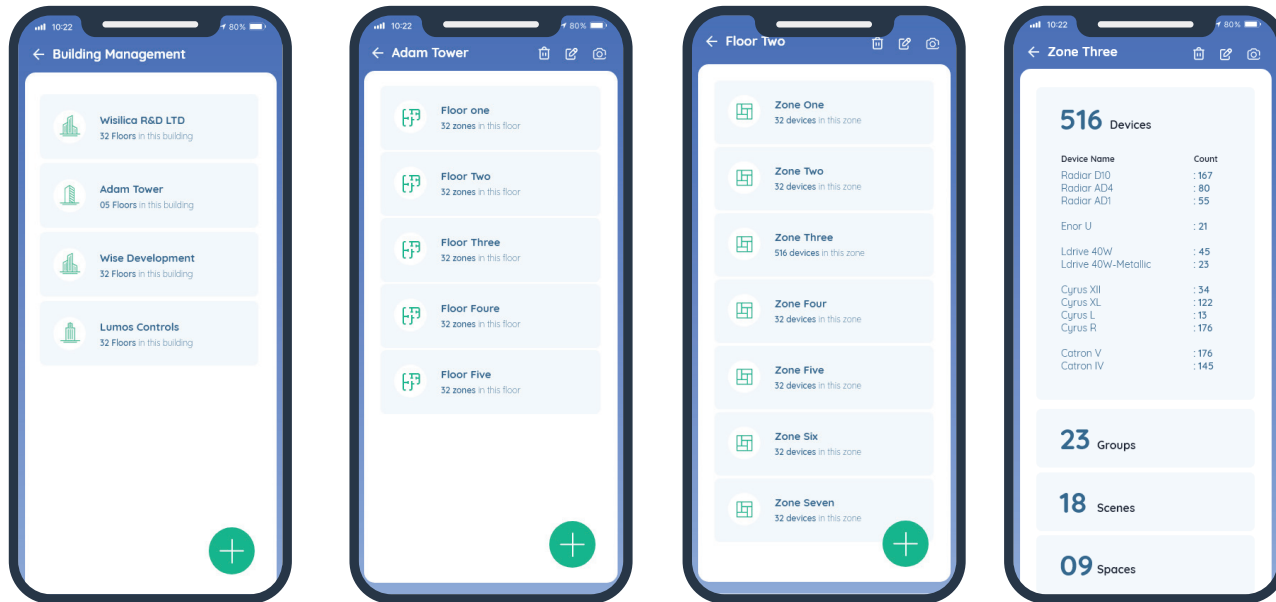 10:22
80%
← Building Management
Wisilica R&D LTD
32 Floors in this building
Adam Tower
05 Floors in this building
Wise Development
32 Floors in this building
Lumos Controls
32 Floors in this building
10:22
80%
← Adam Tower
Floor one
32 zones in this floor
Floor Two
32 zones in this floor
Floor Three
32 zones in this floor
Floor Foure
32 zones in this floor
Floor Five
32 zones in this floor
← Floor Two
Zone One
32 devices in this zone
Zone Two
32 devices in this zone
Zone Three
516 devices in this zone
Zone Four
32 devices in this zone
Zone Five
32 devices in this zone
Zone Six
32 devices in this zone
Zone Seven
32 devices in this zone
10:22
80%
← Zone Three
516 Devices
Device Name Count
Radiar D10 : 167
Radiar AD4 : 80
Radiar AD1 : 55
Enor U : 21
Ldrive 40W : 45
Ldrive 40W-Metallic : 23
Cyrus XII : 34
Cyrus XL : 122
Cyrus L : 13
Cyrus R : 176
Catron V : 176
Catron IV : 145
23 Groups
18 Scenes
09 Spaces